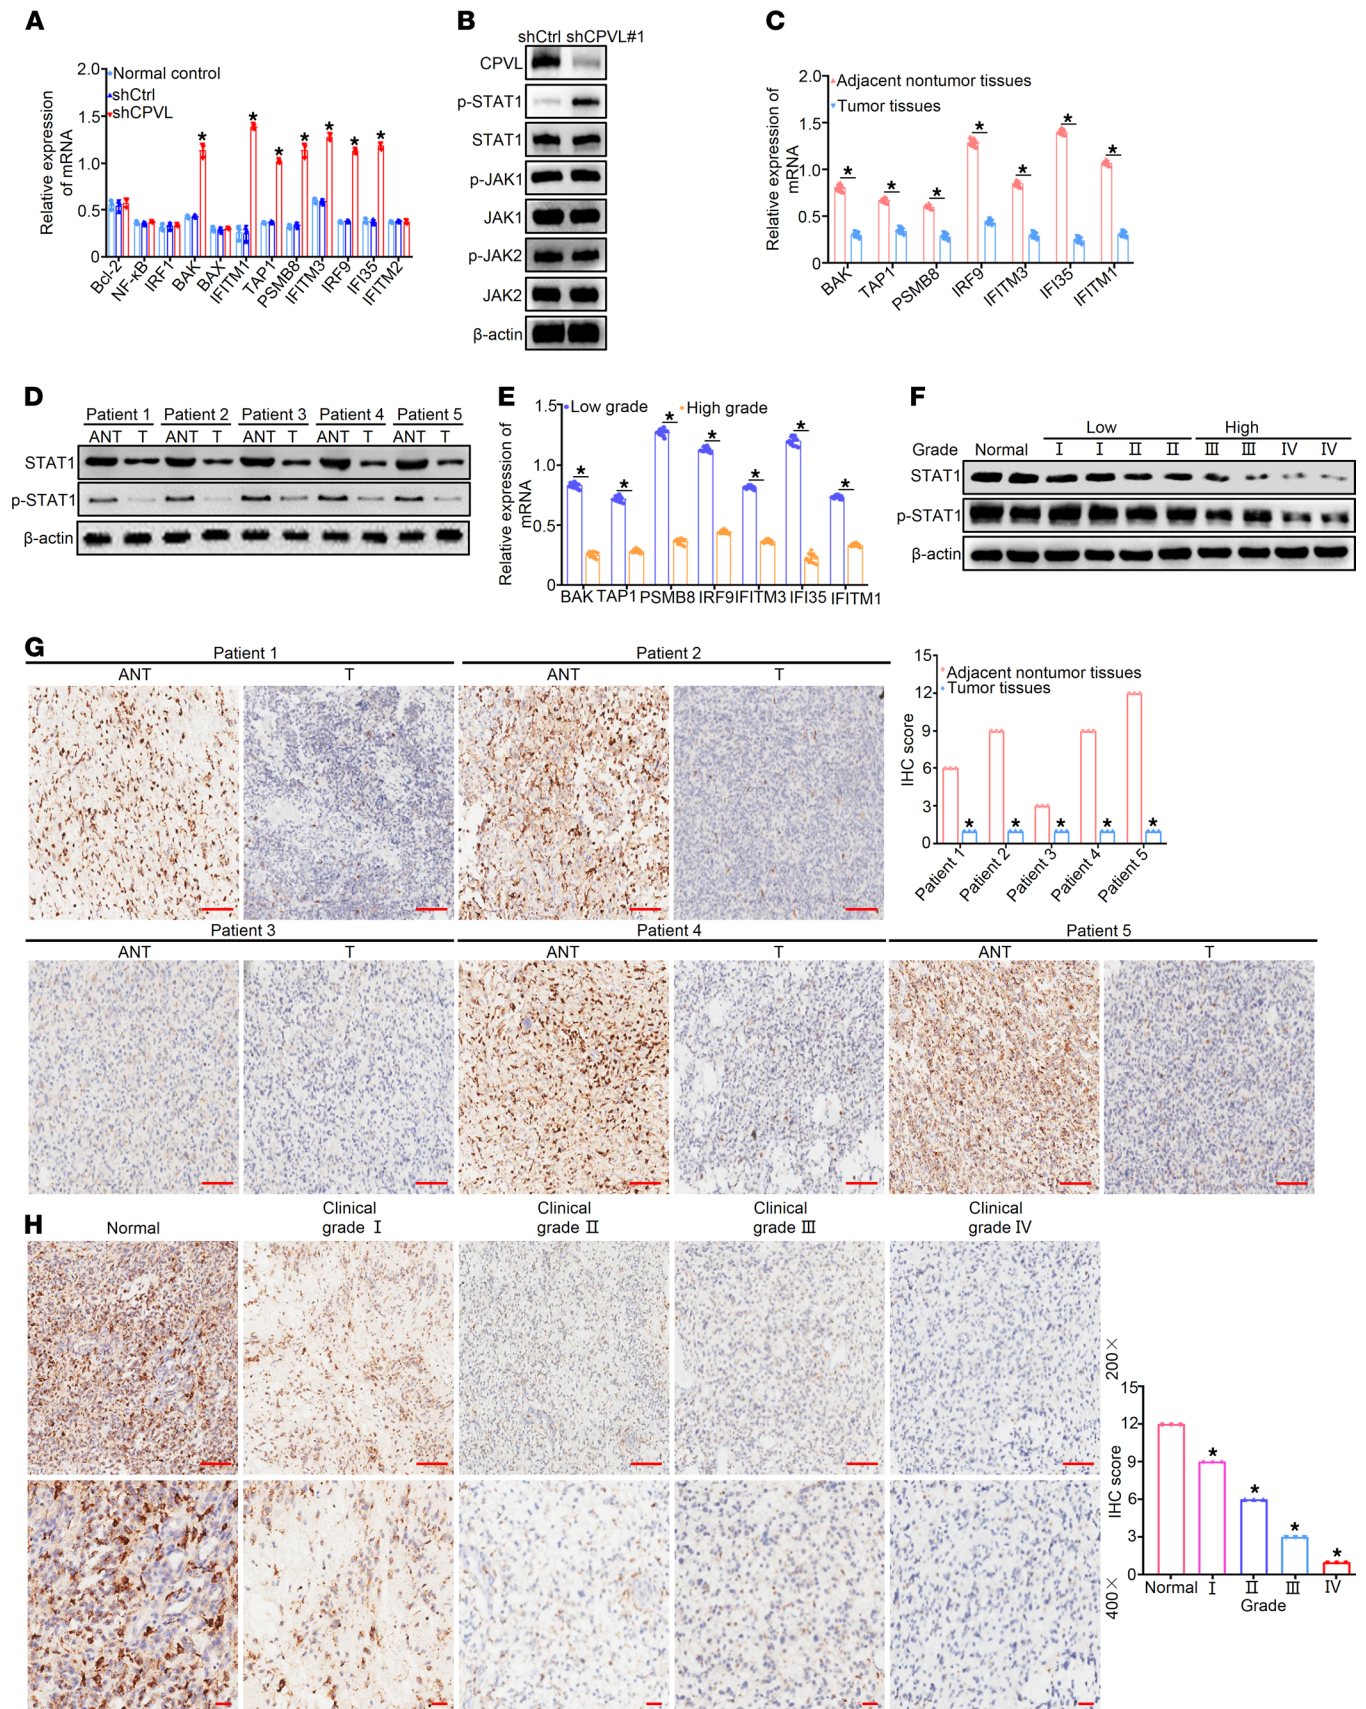 A
Relative expression
of mRNA
2.0
1.5
1.0
0.5
0
Normal control
shCtrl
shCPVL
* * * * * * *
Bcl-2
NF-κB
IRF1
BAK
BAX
IFITM1
TAP1
PSMB8
IFITM3
IRF9
IFI35
IFITM2
B
shCtrl shCPVL#1
CPVL
p-STAT1
STAT1
p-JAK1
JAK1
p-JAK2
JAK2
β-actin
C
Relative expression of
mRNA
2.0
1.5
1.0
0.5
0
Adjacent nontumor tissues
Tumor tissues
* * * * * * *
BAK
TAP1
PSMB8
IRF9
IFITM3
IFI35
IFITM1
D
Patient 1 Patient 2 Patient 3 Patient 4 Patient 5
ANT T ANT T ANT T ANT T ANT T
STAT1
p-STAT1
β-actin
E
Relative expression of
mRNA
1.5
1.0
0.5
0
Low grade High grade
* * * * * * *
BAK TAP1 PSMB8 IRF9 IFITM3 IFI35 IFITM1
F
Low High
Grade Normal I I II II III III IV IV
STAT1
p-STAT1
β-actin
G
Patient 1 Patient 2
ANT T ANT T
IHC score
15
12
9
6
3
0
Adjacent nontumor tissues
Tumor tissues
* * * * *
Patient 1
Patient 2
Patient 3
Patient 4
Patient 5
Patient 3 Patient 4 Patient 5
ANT T ANT T ANT T
H
Normal
Clinical
grade I
Clinical
grade II
Clinical
grade III
Clinical
grade IV
200×
400×
IHC score
15
12
9
6
3
0
* * * *
Normal I II III IV
Grade